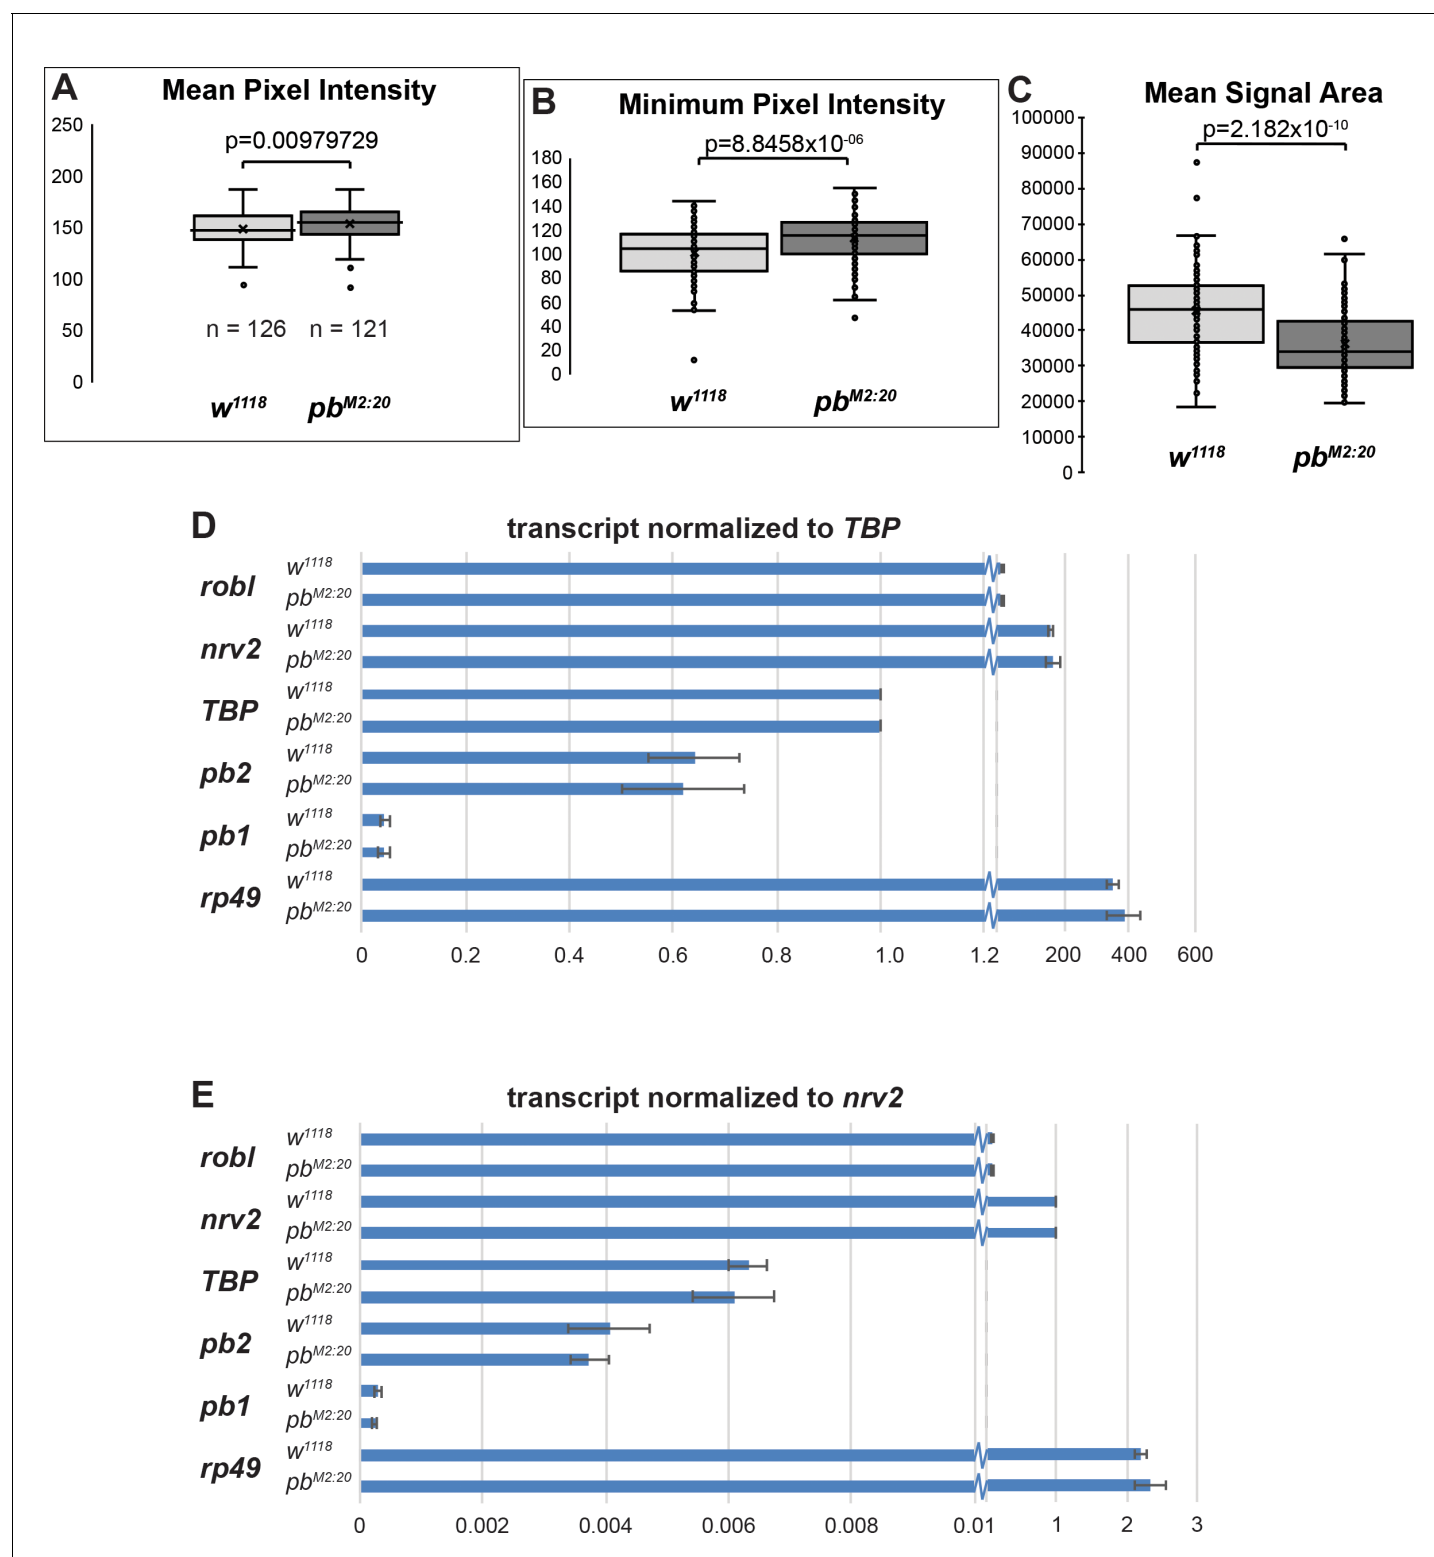 A
Mean Pixel Intensity
250
200
150
100
50
0
p=0.00979729
n = 126
n = 121
w1118
pbM2:20
B
Minimum Pixel Intensity
180
160
140
120
100
80
60
40
20
0
p=8.8458x10-06
w1118
pbM2:20
C
Mean Signal Area
100000
90000
80000
70000
60000
50000
40000
30000
20000
10000
0
p=2.182x10-10
w1118
pbM2:20
D
transcript normalized to TBP
robl
w1118
pbM2:20
nrv2
w1118
pbM2:20
TBP
w1118
pbM2:20
pb2
w1118
pbM2:20
pb1
w1118
pbM2:20
rp49
w1118
pbM2:20
0 0.2 0.4 0.6 0.8 1.0 1.2 200 400 600
E
transcript normalized to nrv2
robl
w1118
pbM2:20
nrv2
w1118
pbM2:20
TBP
w1118
pbM2:20
pb2
w1118
pbM2:20
pb1
w1118
pbM2:20
rp49
w1118
pbM2:20
0 0.002 0.004 0.006 0.008 0.01 1 2 3